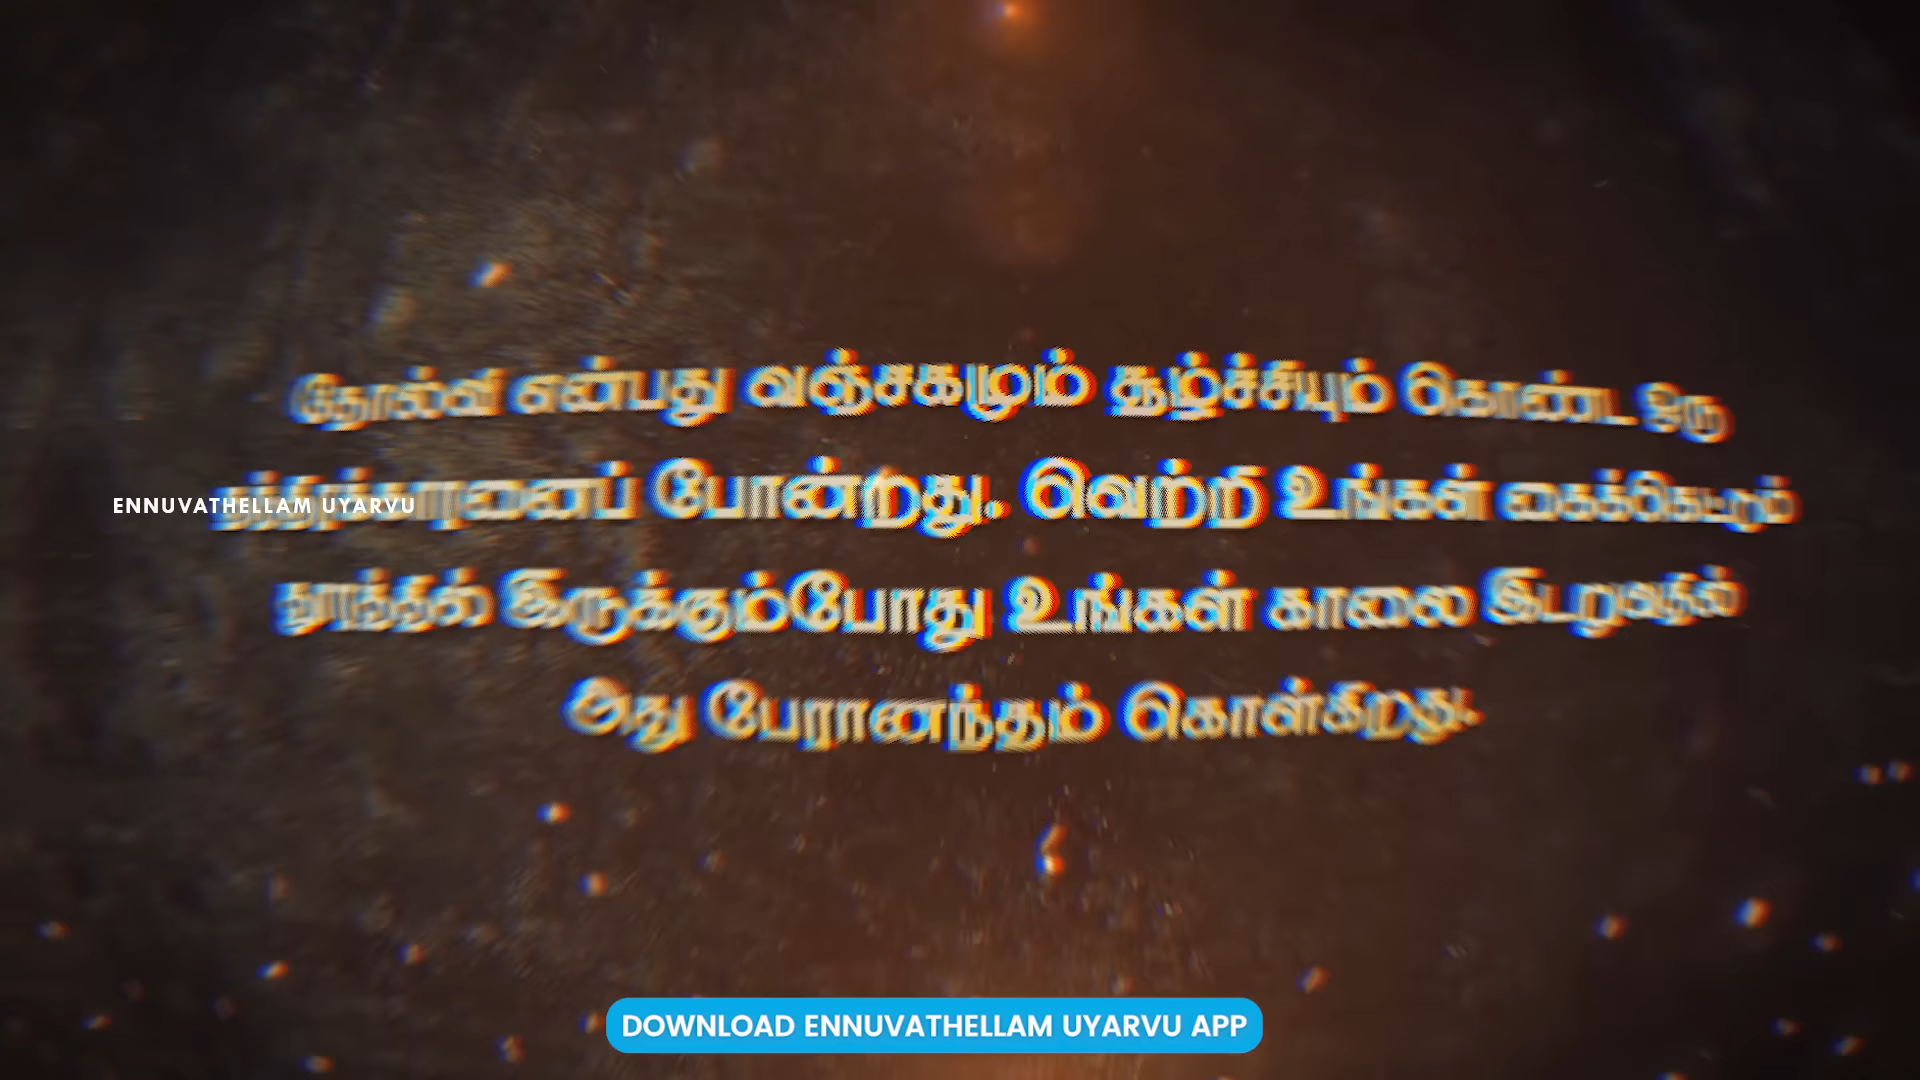 தோல்வி என்பது வஞ்சகமும் சூழ்ச்சியும் கொண்ட ஒரு
போன்றது. வெற்றி உங்கள் கைக்கெட்டும்
தூரத்தில் இருக்கும்போது உங்கள் காலை இடறுவதில்
அது பேரானந்தம் கொள்கிறது.
ENNUVATHELLAM UYARVU
DOWNLOAD ENNUVATHELLAM UYARVU APP